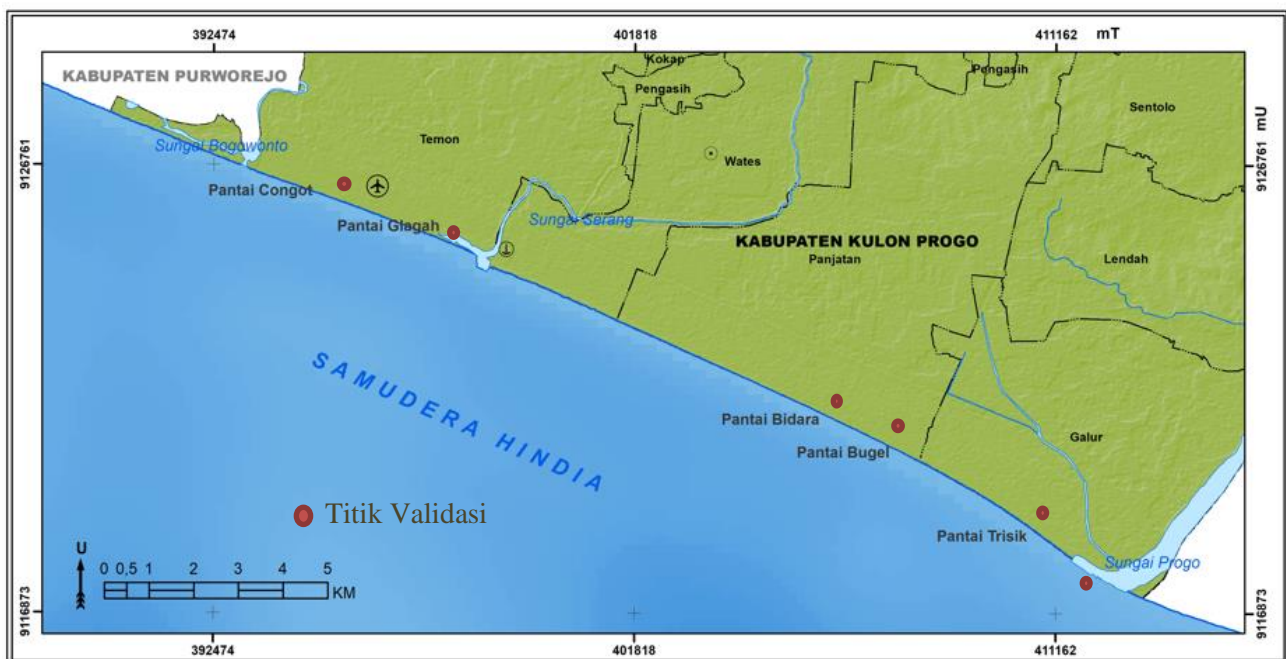 392474
401818
411162
mT
KABUPATEN PURWOREJO
Kokap
Pengasih
Pengasih
Sentolo
Temon
Sungai Bogowonto
Wates
mU
9126761
9126761
Pantai Congot
Pantai Glagah
Sungai Serang
KABUPATEN KULON PROGO
Panjatan
Lendah
SAMUDERA HINDIA
Pantai Bidara
Pantai Bugel
Galur
Titik Validasi
Pantai Trisik
Sungai Progo
U
0 0,5 1 2 3 4 5
KM
9116873
9116873
392474
401818
411162